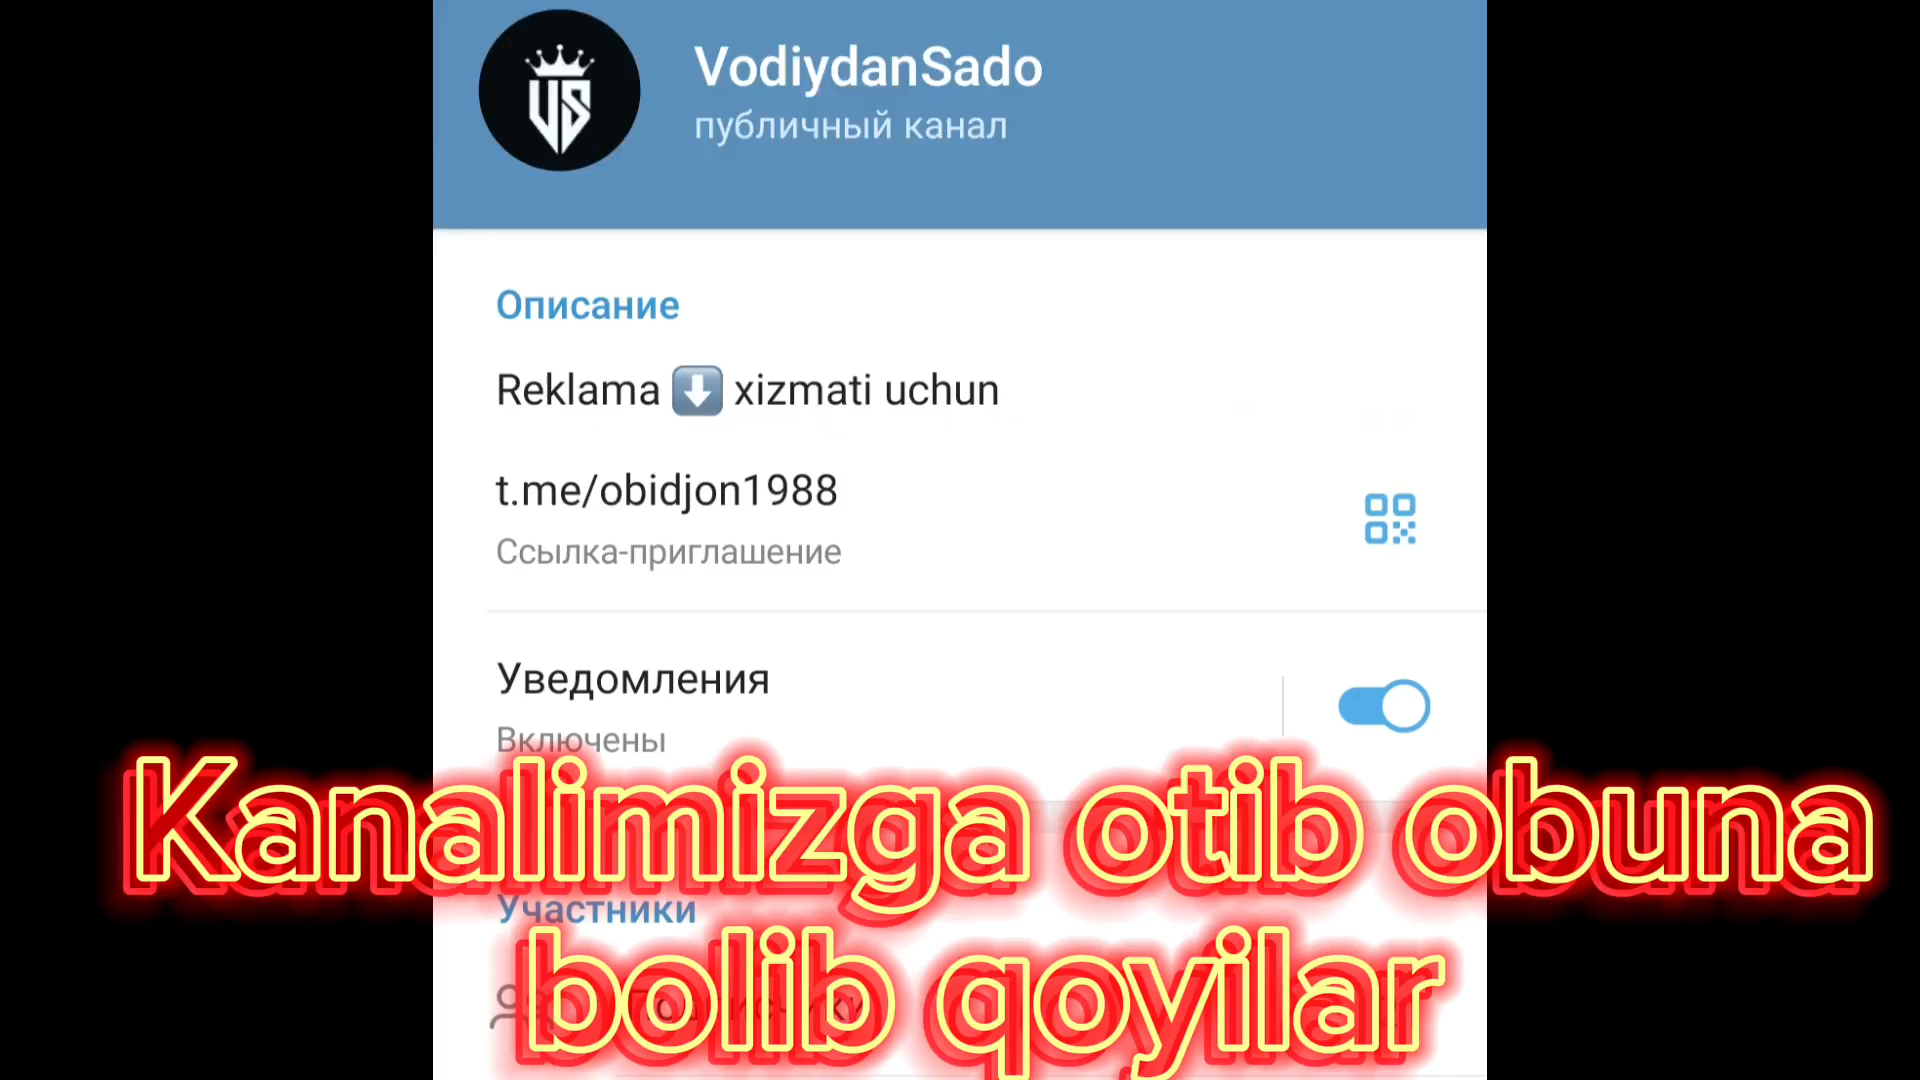 VodiydanSado
публичный канал
Описание
Reklama ⬇️ xizmati uchun
t.me/obidjon1988
Ссылка-приглашение
Уведомления
Включены
Kanalimizga otib obuna
Участники
bolib qoyilar
Подписчики